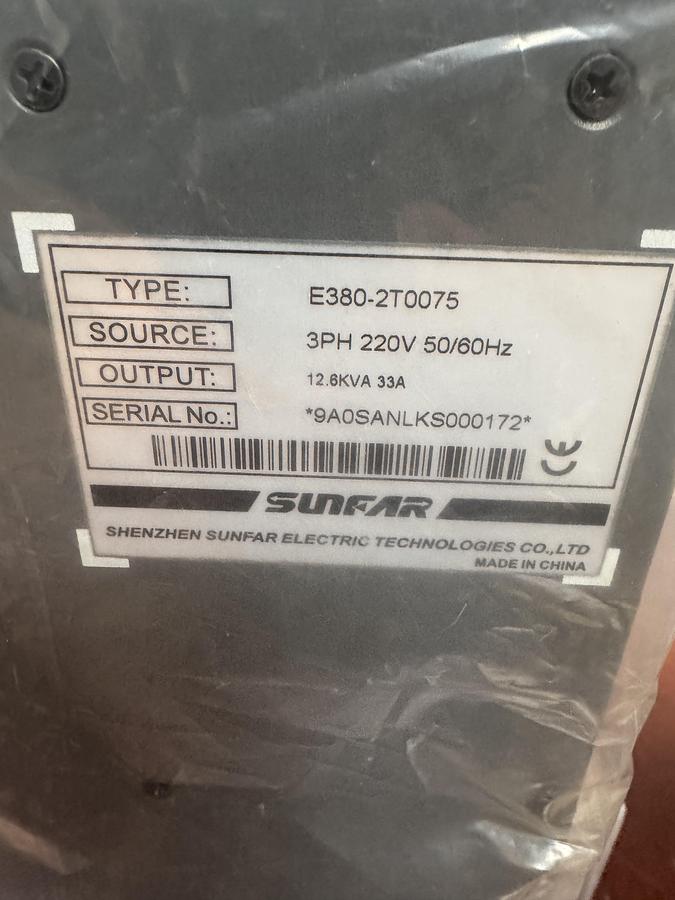 TYPE: E380-2T0075
SOURCE: 3PH 220V 50/60Hz
OUTPUT: 12.6KVA 33A
SERIAL No.: *9A0SANLKS000172*
CE
SUNFAR
SHENZHEN SUNFAR ELECTRIC TECHNOLOGIES CO.,LTD
MADE IN CHINA